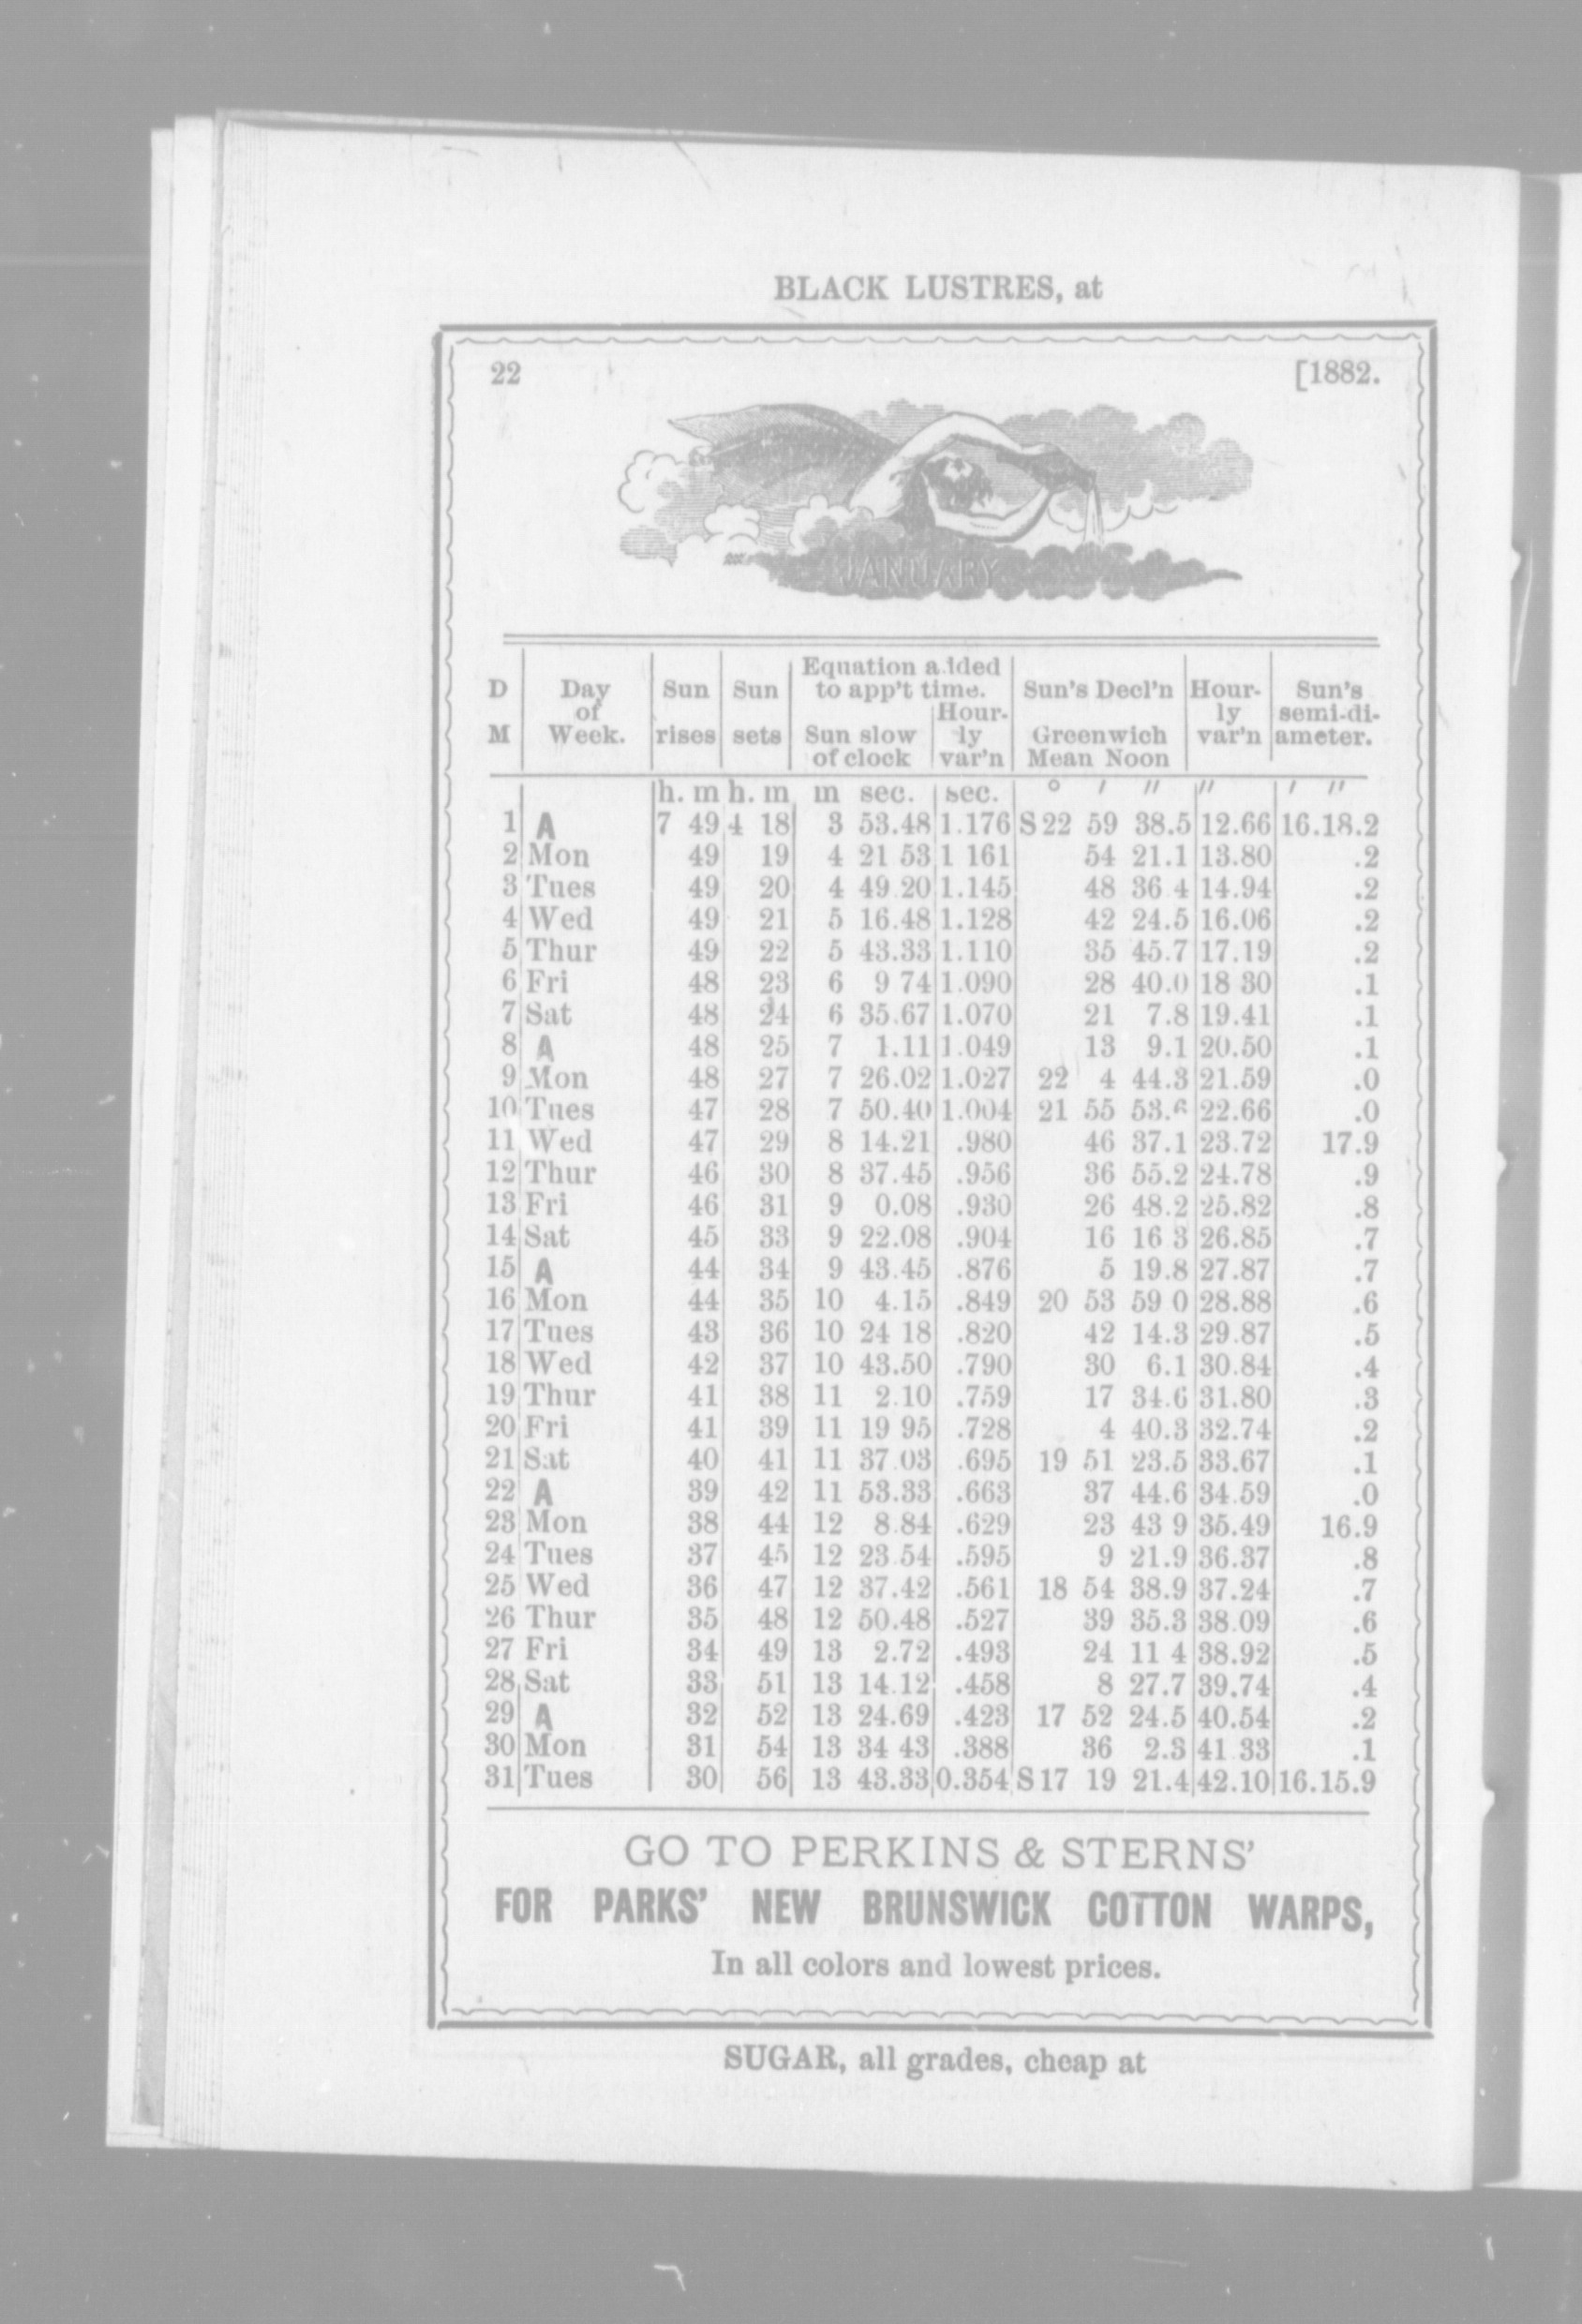 BLACK LUSTRES, at
22 [1882.
JANUARY
D M | Day of Week. | Sun rises | Sun sets | Equation added to app't time. Sun slow of clock | Hour-ly var'n | Sun's Decl'n Greenwich Mean Noon | Hour-ly var'n | Sun's semi-di-ameter.
h. m h. m m sec. sec. ° ′ ″ ″ ′ ″
1 A 7 49 4 18 3 53.48 1.176 S 22 59 38.5 12.66 16.18.2
2 Mon 49 19 4 21 53 1 161 54 21.1 13.80 .2
3 Tues 49 20 4 49.20 1.145 48 36 4 14.94 .2
4 Wed 49 21 5 16.48 1.128 42 24.5 16.06 .2
5 Thur 49 22 5 43.33 1.110 35 45.7 17.19 .2
6 Fri 48 23 6 9 74 1.090 28 40.0 18 30 .1
7 Sat 48 24 6 35.67 1.070 21 7.8 19.41 .1
8 A 48 25 7 1.11 1.049 13 9.1 20.50 .1
9 Mon 48 27 7 26.02 1.027 22 4 44.3 21.59 .0
10 Tues 47 28 7 50.40 1.004 21 55 53.6 22.66 .0
11 Wed 47 29 8 14.21 .980 46 37.1 23.72 17.9
12 Thur 46 30 8 37.45 .956 36 55.2 24.78 .9
13 Fri 46 31 9 0.08 .930 26 48.2 25.82 .8
14 Sat 45 33 9 22.08 .904 16 16 3 26.85 .7
15 A 44 34 9 43.45 .876 5 19.8 27.87 .7
16 Mon 44 35 10 4.15 .849 20 53 59 0 28.88 .6
17 Tues 43 36 10 24 18 .820 42 14.3 29.87 .5
18 Wed 42 37 10 43.50 .790 30 6.1 30.84 .4
19 Thur 41 38 11 2.10 .759 17 34.6 31.80 .3
20 Fri 41 39 11 19 95 .728 4 40.3 32.74 .2
21 Sat 40 41 11 37.03 .695 19 51 23.5 33.67 .1
22 A 39 42 11 53.33 .663 37 44.6 34.59 .0
23 Mon 38 44 12 8.84 .629 23 43 9 35.49 16.9
24 Tues 37 45 12 23.54 .595 9 21.9 36.37 .8
25 Wed 36 47 12 37.42 .561 18 54 38.9 37.24 .7
26 Thur 35 48 12 50.48 .527 39 35.3 38.09 .6
27 Fri 34 49 13 2.72 .493 24 11 4 38.92 .5
28 Sat 33 51 13 14.12 .458 8 27.7 39.74 .4
29 A 32 52 13 24.69 .423 17 52 24.5 40.54 .2
30 Mon 31 54 13 34 43 .388 36 2.3 41.33 .1
31 Tues 30 56 13 43.33 0.354 S 17 19 21.4 42.10 16.15.9
GO TO PERKINS & STERNS'
FOR PARKS' NEW BRUNSWICK COTTON WARPS,
In all colors and lowest prices.
SUGAR, all grades, cheap at